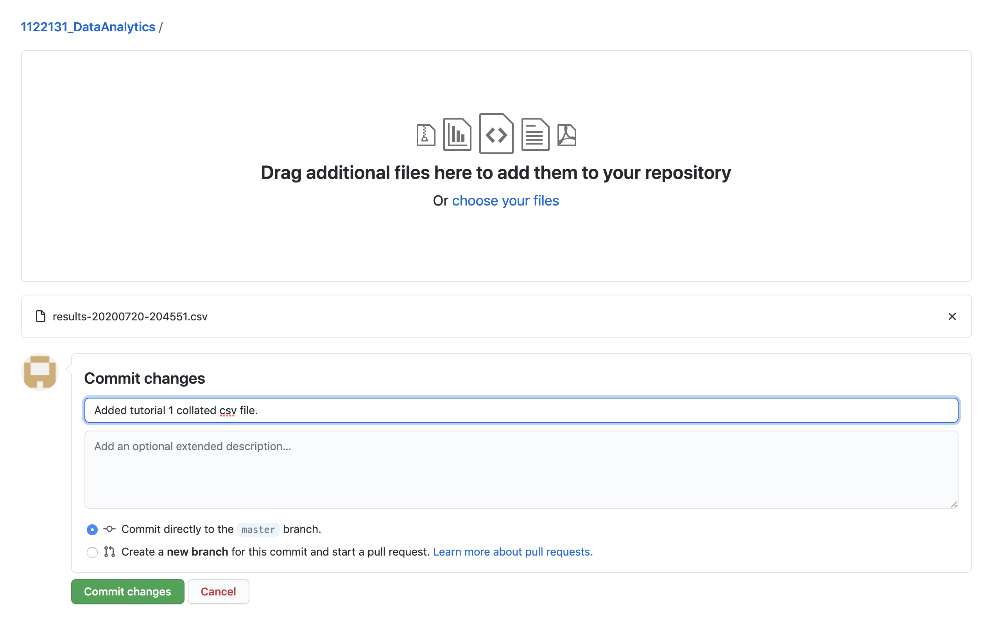 1122131_DataAnalytics /
Drag additional files here to add them to your repository
Or choose your files
results-20200720-204551.csv
Commit changes
Added tutorial 1 collated csv file.
Add an optional extended description...
Commit directly to the master branch.
Create a new branch for this commit and start a pull request. Learn more about pull requests.
Commit changes Cancel